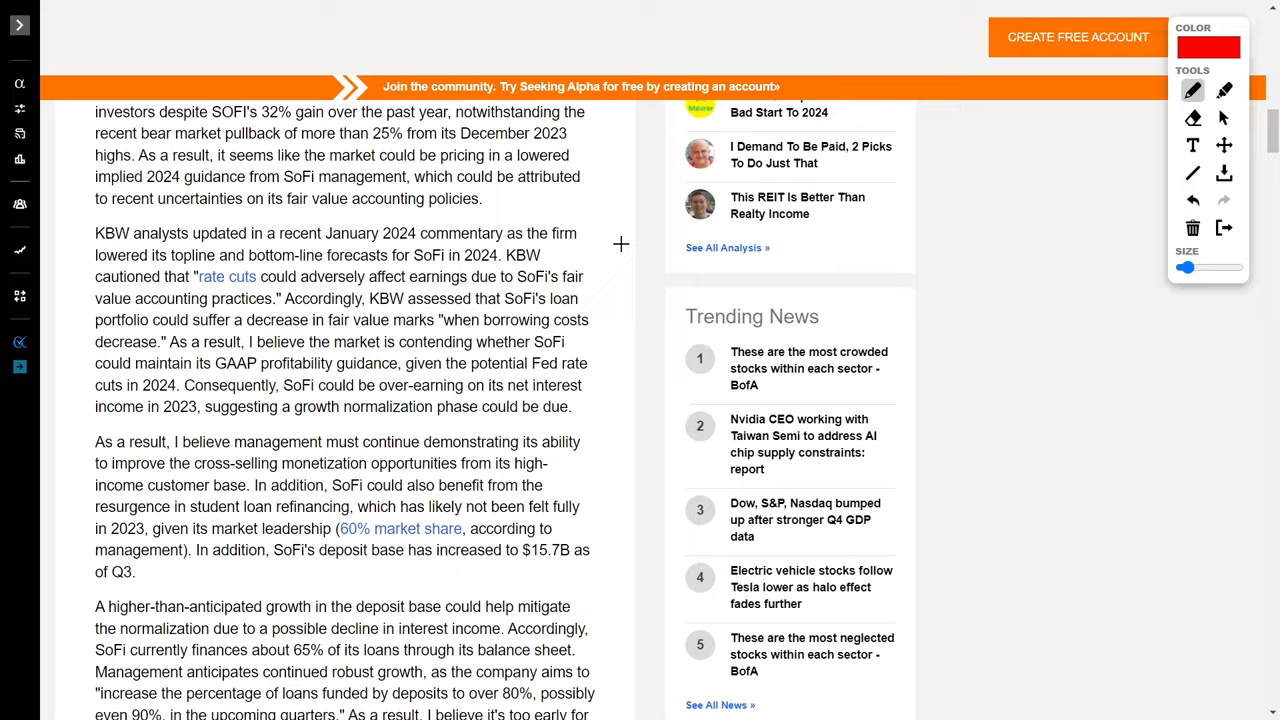 CREATE FREE ACCOUNT
COLOR
TOOLS
T
SIZE
α
Join the community. Try Seeking Alpha for free by creating an account»
investors despite SOFI's 32% gain over the past year, notwithstanding the
recent bear market pullback of more than 25% from its December 2023
highs. As a result, it seems like the market could be pricing in a lowered
implied 2024 guidance from SoFi management, which could be attributed
to recent uncertainties on its fair value accounting policies.
KBW analysts updated in a recent January 2024 commentary as the firm
lowered its topline and bottom-line forecasts for SoFi in 2024. KBW
cautioned that "rate cuts could adversely affect earnings due to SoFi's fair
value accounting practices." Accordingly, KBW assessed that SoFi's loan
portfolio could suffer a decrease in fair value marks "when borrowing costs
decrease." As a result, I believe the market is contending whether SoFi
could maintain its GAAP profitability guidance, given the potential Fed rate
cuts in 2024. Consequently, SoFi could be over-earning on its net interest
income in 2023, suggesting a growth normalization phase could be due.
As a result, I believe management must continue demonstrating its ability
to improve the cross-selling monetization opportunities from its high-
income customer base. In addition, SoFi could also benefit from the
resurgence in student loan refinancing, which has likely not been felt fully
in 2023, given its market leadership (60% market share, according to
management). In addition, SoFi's deposit base has increased to $15.7B as
of Q3.
A higher-than-anticipated growth in the deposit base could help mitigate
the normalization due to a possible decline in interest income. Accordingly,
SoFi currently finances about 65% of its loans through its balance sheet.
Management anticipates continued robust growth, as the company aims to
"increase the percentage of loans funded by deposits to over 80%, possibly
even 90%, in the upcoming quarters." As a result, I believe it's too early for
Bad Start To 2024
I Demand To Be Paid, 2 Picks
To Do Just That
This REIT Is Better Than
Realty Income
See All Analysis »
Trending News
1
These are the most crowded
stocks within each sector -
BofA
2
Nvidia CEO working with
Taiwan Semi to address AI
chip supply constraints:
report
3
Dow, S&P, Nasdaq bumped
up after stronger Q4 GDP
data
4
Electric vehicle stocks follow
Tesla lower as halo effect
fades further
5
These are the most neglected
stocks within each sector -
BofA
See All News »